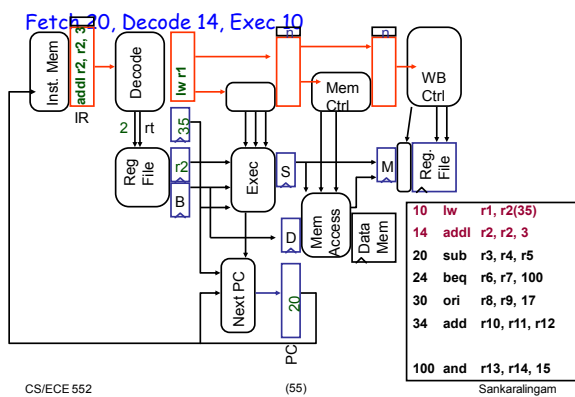 Fetch 20, Decode 14, Exec 10
Inst. Mem
addI r2, r2, 3
IR
Decode
lw r1
n
n
Mem
Ctrl
WB
Ctrl
2 rt
35
Reg
File
r2
B
Exec
S
M
Reg.
File
D
Mem
Access
Data
Mem
Next PC
20
PC
10 lw r1, r2(35)
14 addI r2, r2, 3
20 sub r3, r4, r5
24 beq r6, r7, 100
30 ori r8, r9, 17
34 add r10, r11, r12
100 and r13, r14, 15
CS/ECE 552
(55)
Sankaralingam